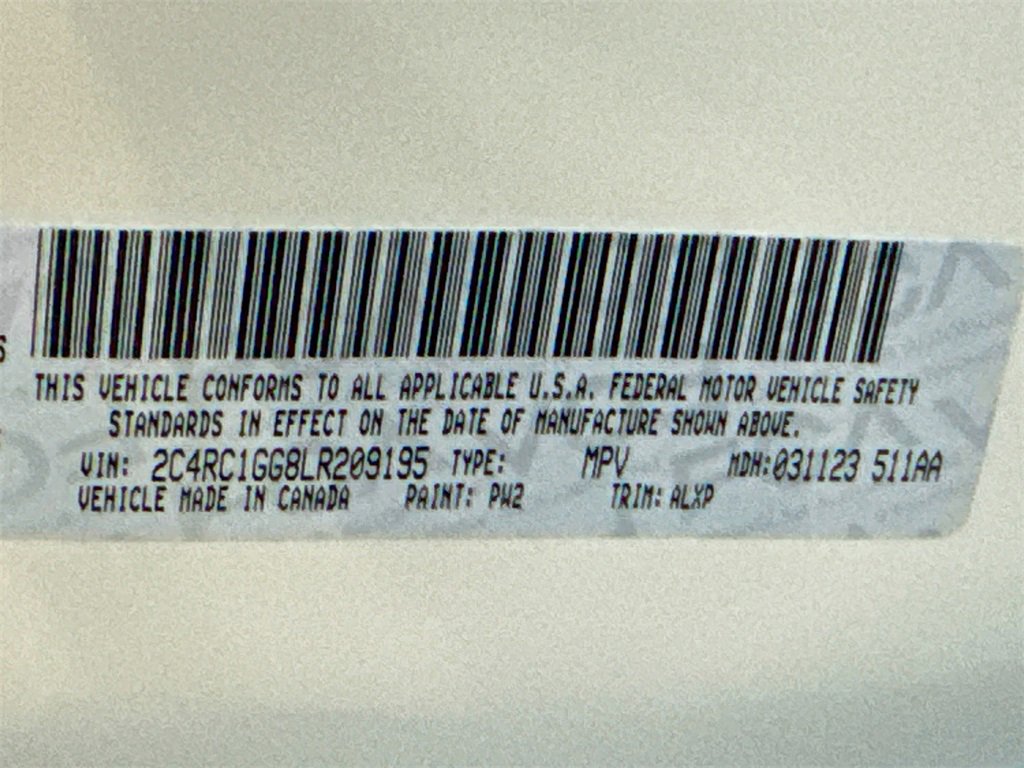 THIS VEHICLE CONFORMS TO ALL APPLICABLE U.S.A. FEDERAL MOTOR VEHICLE SAFETY
STANDARDS IN EFFECT ON THE DATE OF MANUFACTURE SHOWN ABOVE.
VIN: 2C4RC1GG8LR209195 TYPE: MPV MDH:031123 511AA
VEHICLE MADE IN CANADA PAINT: PW2 TRIM: ALXP